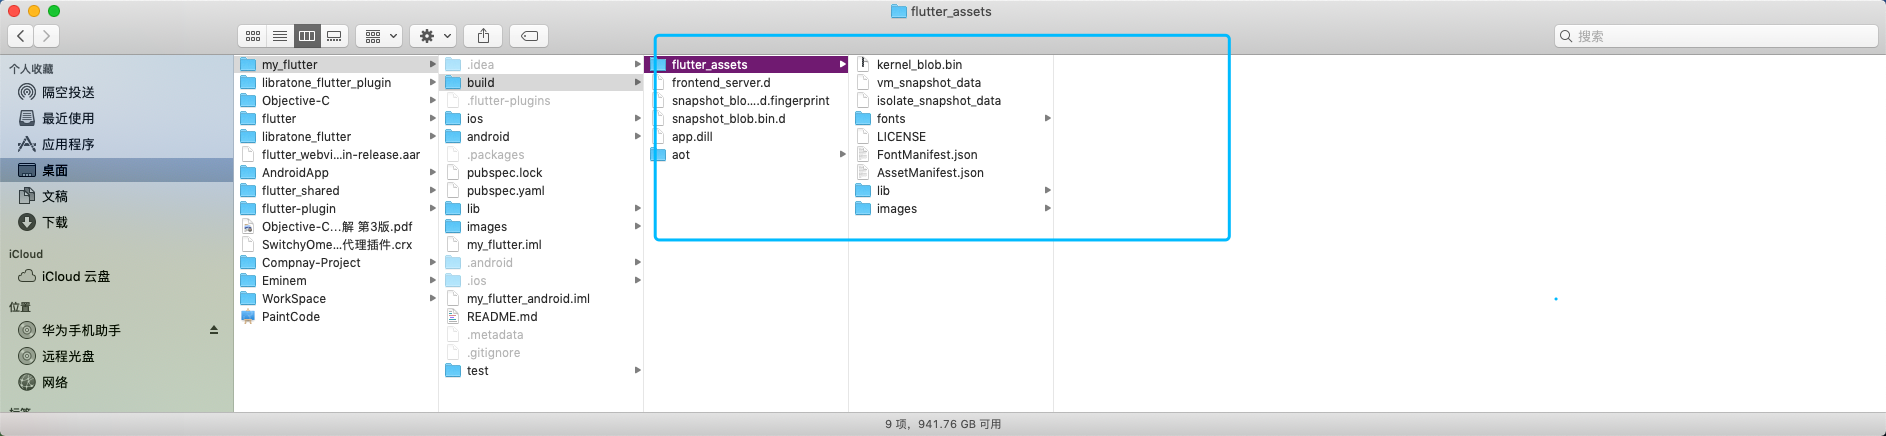 flutter_assets
搜索
个人收藏
隔空投送
最近使用
应用程序
桌面
文稿
下载
iCloud
iCloud 云盘
位置
华为手机助手
远程光盘
网络
标签
my_flutter
libratone_flutter_plugin
Objective-C
flutter
libratone_flutter
flutter_webvi...in-release.aar
AndroidApp
flutter_shared
flutter-plugin
Objective-C...解 第3版.pdf
SwitchyOme...代理插件.crx
Compnay-Project
Eminem
WorkSpace
PaintCode
.idea
build
.flutter-plugins
ios
android
.packages
pubspec.lock
pubspec.yaml
lib
images
my_flutter.iml
.android
.ios
my_flutter_android.iml
README.md
.metadata
.gitignore
test
flutter_assets
frontend_server.d
snapshot_blo....d.fingerprint
snapshot_blob.bin.d
app.dill
aot
kernel_blob.bin
vm_snapshot_data
isolate_snapshot_data
fonts
LICENSE
FontManifest.json
AssetManifest.json
lib
images
9 项，941.76 GB 可用